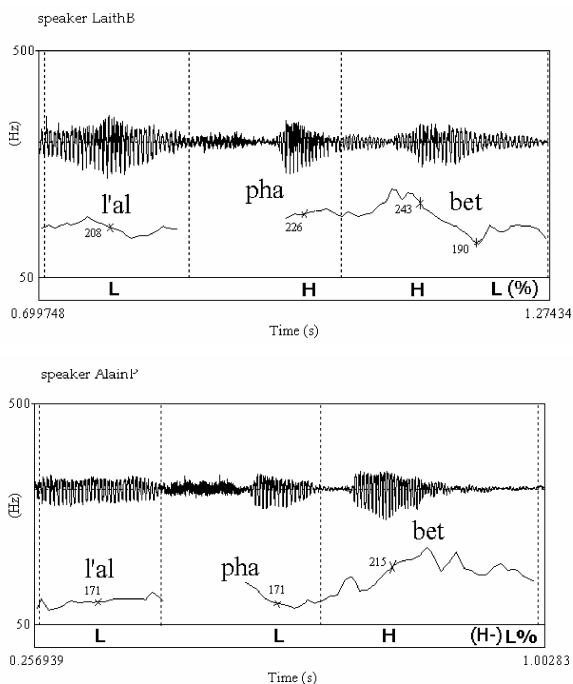 speaker LaithB
500
(Hz)
l'al
pha
bet
208
226
243
190
50
L H H L (%)
0.699748 1.27434
Time (s)
speaker AlainP
500
(Hz)
l'al
pha
bet
171
171
215
50
L L H (H-) L%
0.256939 1.00283
Time (s)